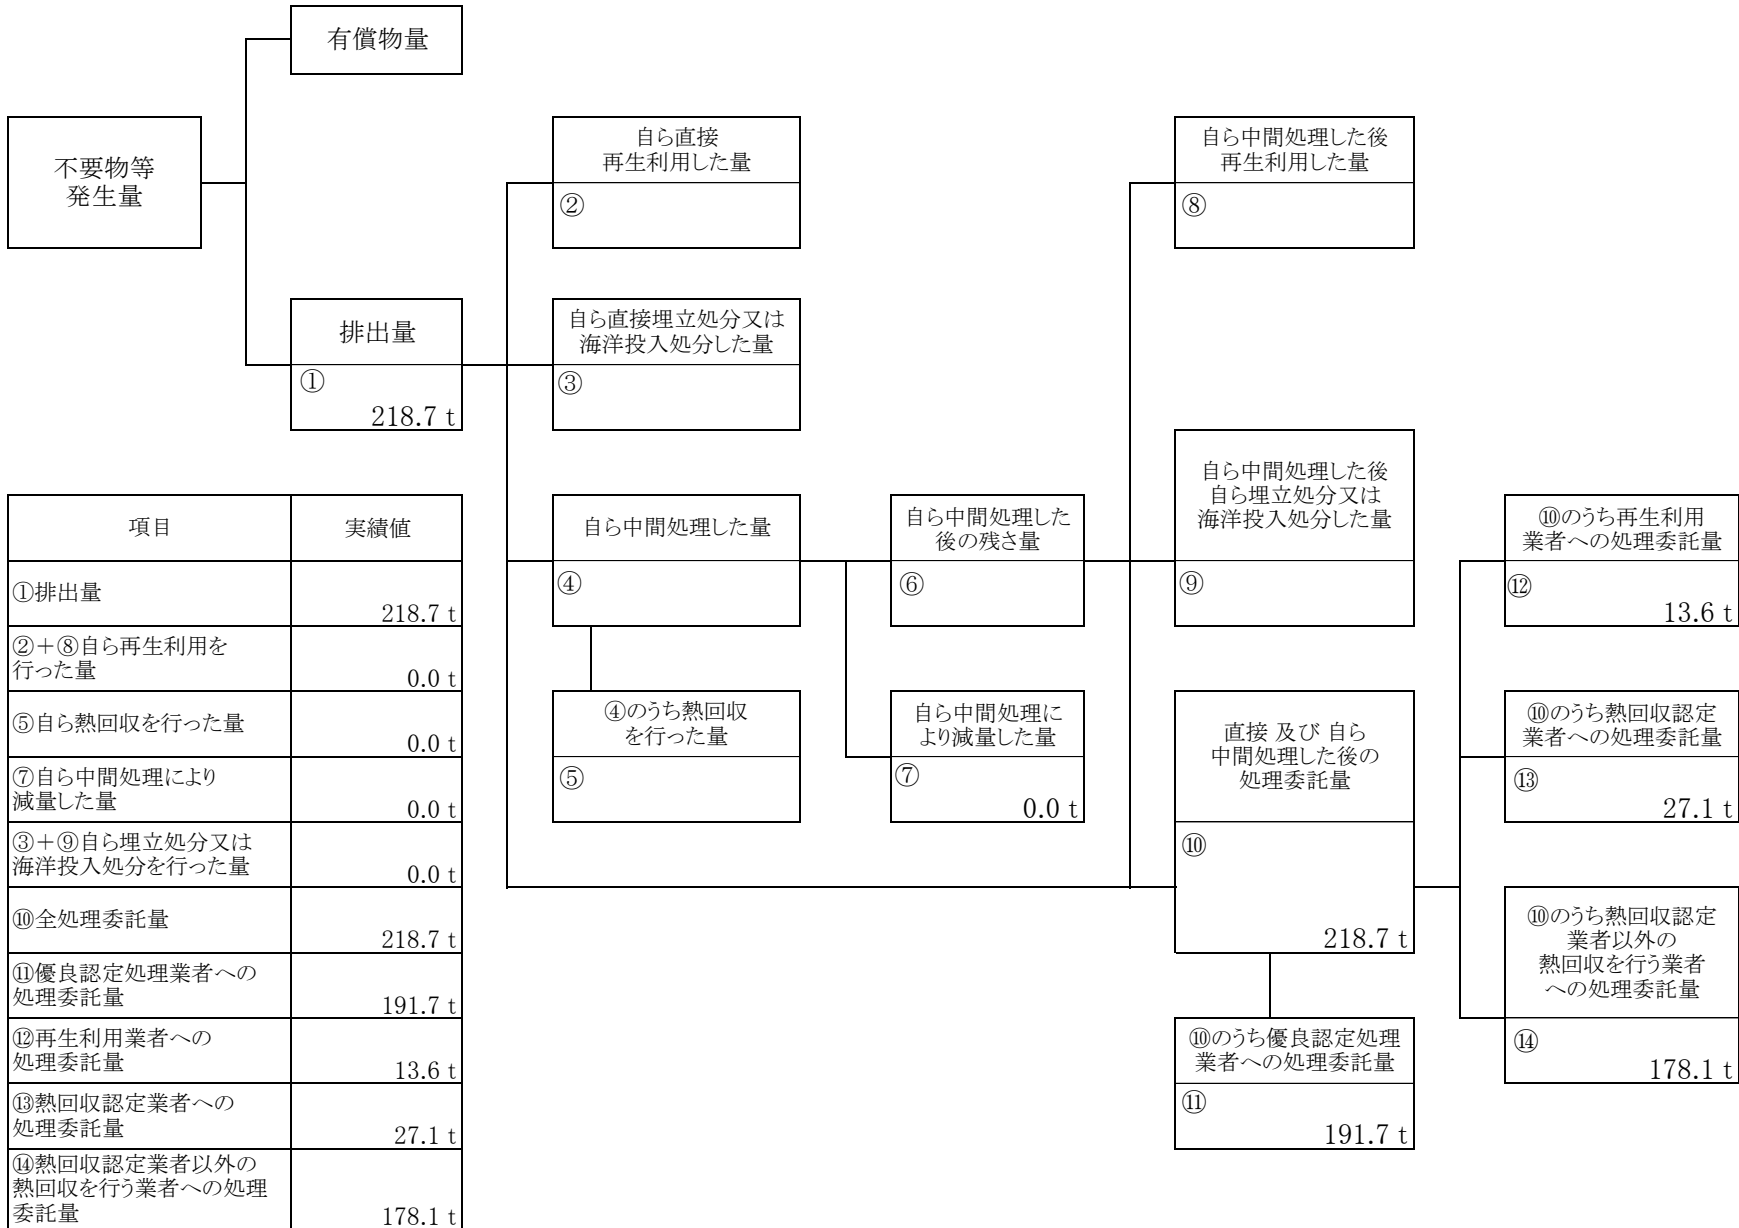 有償物量
不要物等
発生量
自ら直接
再生利用した量
②
自ら中間処理した後
再生利用した量
⑧
排出量
①
218.7 t
自ら直接埋立処分又は
海洋投入処分した量
③
自ら中間処理した量
④
自ら中間処理した
後の残さ量
⑥
自ら中間処理した後
自ら埋立処分又は
海洋投入処分した量
⑨
⑩のうち再生利用
業者への処理委託量
⑫
13.6 t
④のうち熱回収
を行った量
⑤
自ら中間処理に
より減量した量
⑦
0.0 t
直接 及び 自ら
中間処理した後の
処理委託量
⑩
218.7 t
⑩のうち熱回収認定
業者への処理委託量
⑬
27.1 t
⑩のうち熱回収認定
業者以外の
熱回収を行う業者
への処理委託量
⑭
178.1 t
⑩のうち優良認定処理
業者への処理委託量
⑪
191.7 t
項目 実績値
①排出量
218.7 t
②＋⑧自ら再生利用を
行った量
0.0 t
⑤自ら熱回収を行った量
0.0 t
⑦自ら中間処理により
減量した量
0.0 t
③＋⑨自ら埋立処分又は
海洋投入処分を行った量
0.0 t
⑩全処理委託量
218.7 t
⑪優良認定処理業者への
処理委託量
191.7 t
⑫再生利用業者への
処理委託量
13.6 t
⑬熱回収認定業者への
処理委託量
27.1 t
⑭熱回収認定業者以外の
熱回収を行う業者への処理
委託量
178.1 t